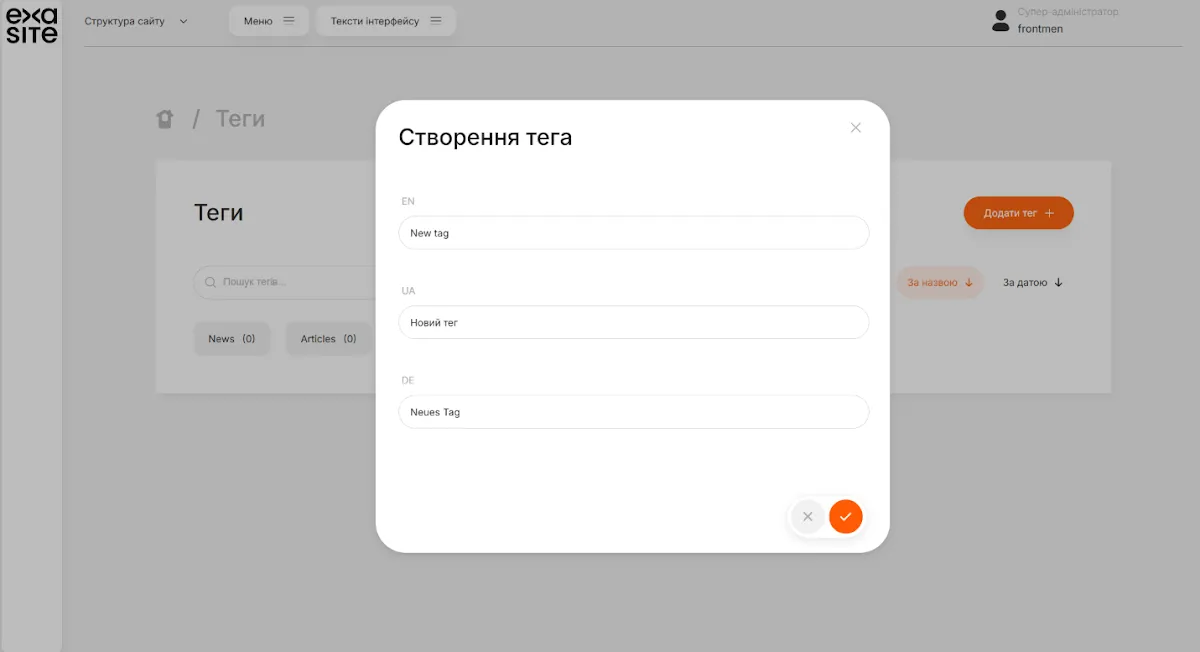 exa
site
Структура сайту
Меню
Тексти інтерфейсу
Супер-адміністратор
frontmen
/ Теги
Теги
Додати тег +
Пошук тегів...
За назвою ↓
За датою ↓
News (0)
Articles (0)
Створення тега
EN
New tag
UA
Новий тег
DE
Neues Tag